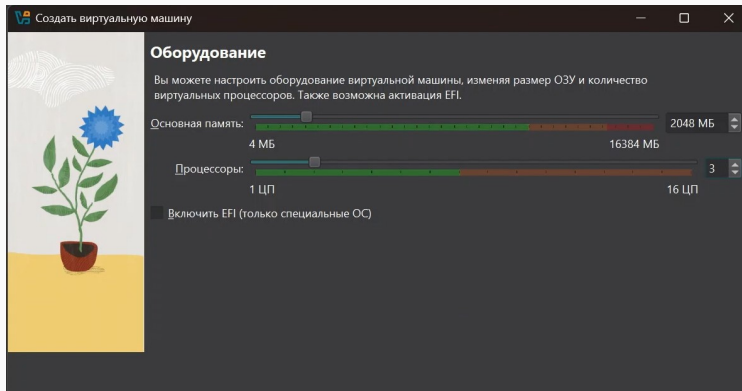 Создать виртуальную машину
Оборудование
Вы можете настроить оборудование виртуальной машины, изменяя размер ОЗУ и количество
виртуальных процессоров. Также возможна активация EFI.
Основная память:
2048 МБ
4 МБ
16384 МБ
Процессоры:
3
1 ЦП
16 ЦП
Включить EFI (только специальные ОС)